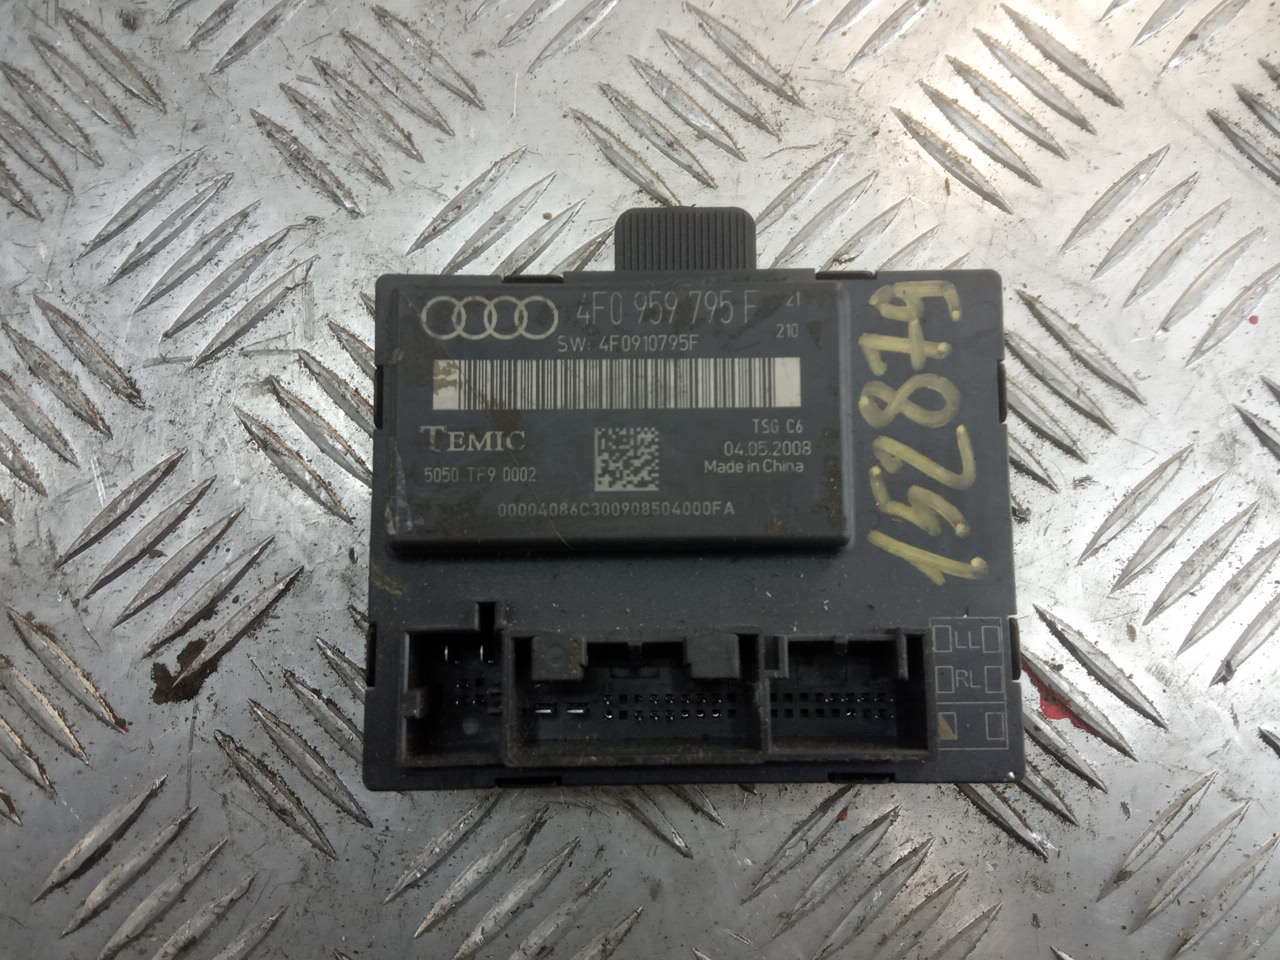 4F0 959 795 F 21
SW: 4F0910795F 210
TEMIC
TSG C6
04.05.2008
Made in China
5050 TF9 0002
00004086C300908504000FA
152879
RL